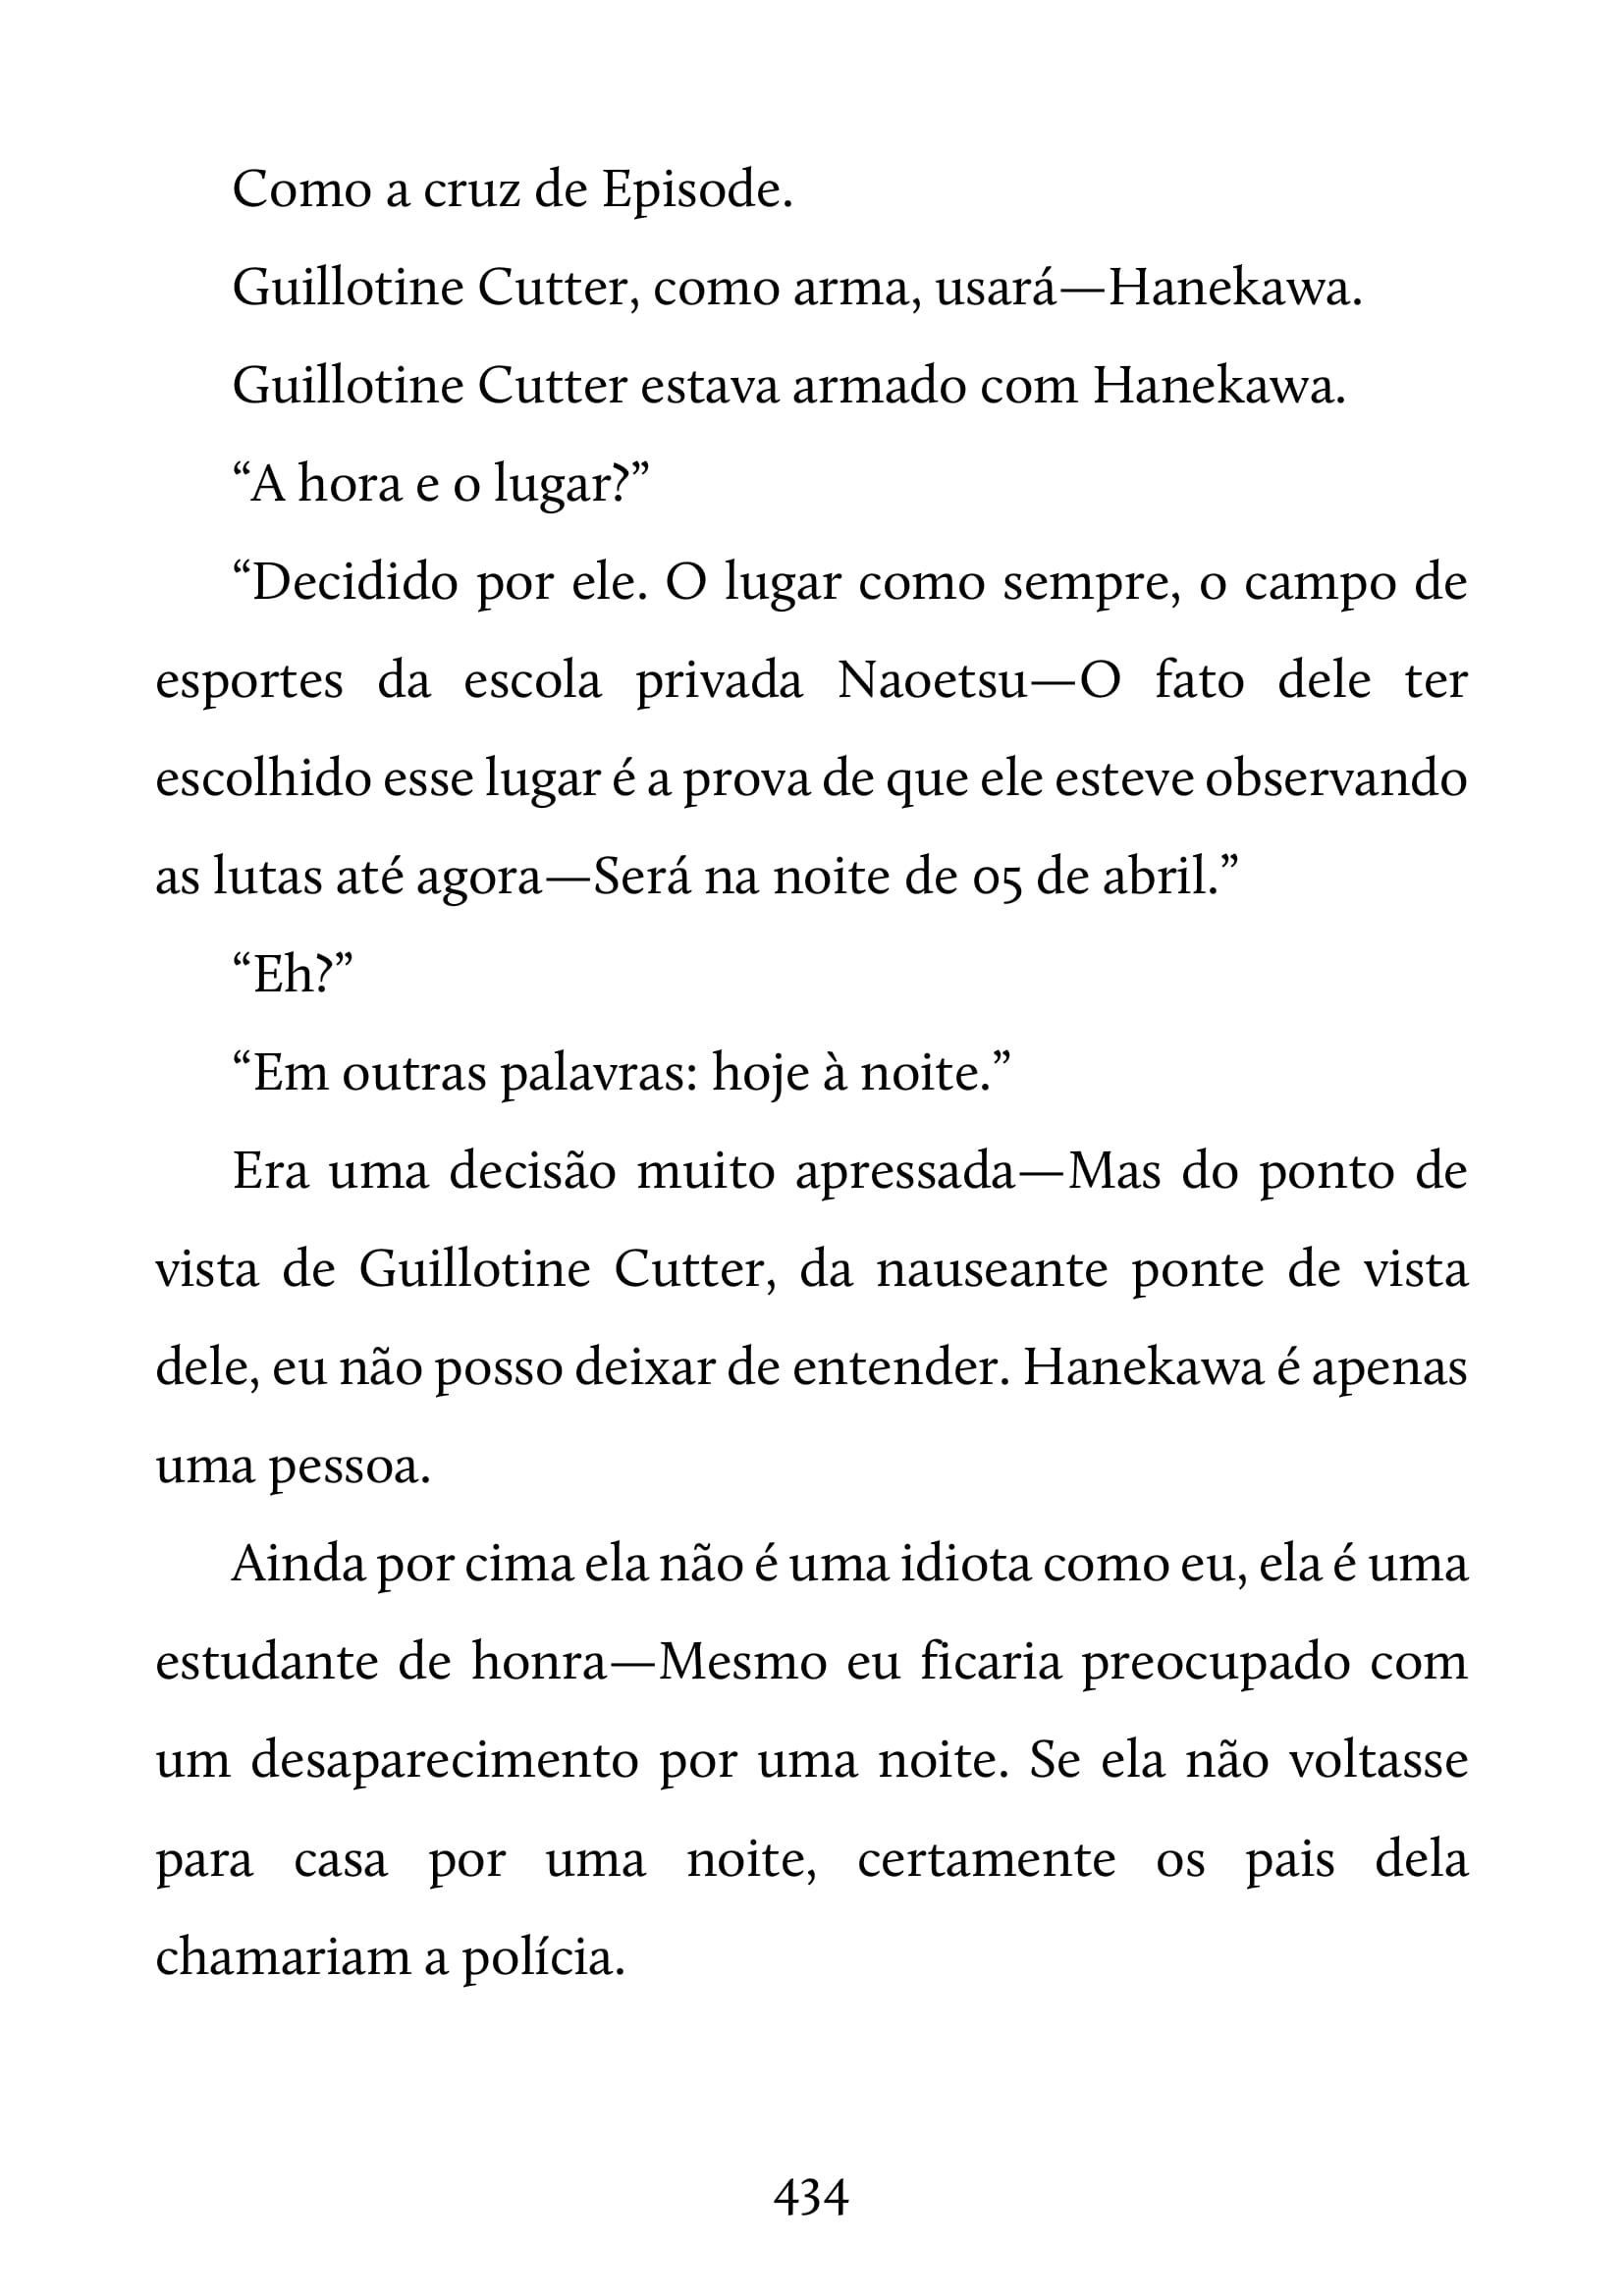 Como a cruz de Episode.
Guillotine Cutter, como arma, usará—Hanekawa.
Guillotine Cutter estava armado com Hanekawa.
“A hora e o lugar?”
“Decidido por ele. O lugar como sempre, o campo de
esportes da escola privada Naoetsu—O fato dele ter
escolhido esse lugar é a prova de que ele esteve observando
as lutas até agora—Será na noite de 05 de abril.”
“Eh?”
“Em outras palavras: hoje à noite.”
Era uma decisão muito apressada—Mas do ponto de
vista de Guillotine Cutter, da nauseante ponte de vista
dele, eu não posso deixar de entender. Hanekawa é apenas
uma pessoa.
Ainda por cima ela não é uma idiota como eu, ela é uma
estudante de honra—Mesmo eu ficaria preocupado com
um desaparecimento por uma noite. Se ela não voltasse
para casa por uma noite, certamente os pais dela
chamariam a polícia.
434